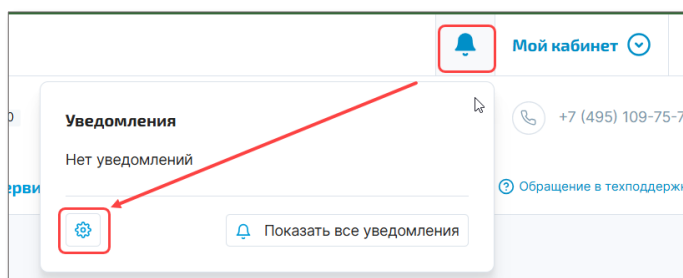 Мой кабинет
Уведомления
+7 (495) 109-75-7
Нет уведомлений
Обращение в техподдерж
Показать все уведомления